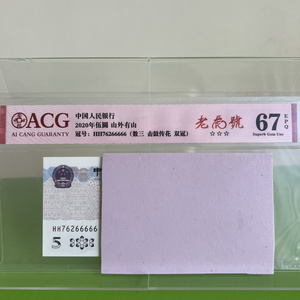 ACG
AI CANG GUARANTY
中国人民银行
2020年伍圆 山外有山
冠号：HH76266666（数三 击鼓传花 双冠）
老虎號
☆☆☆
67
EPQ
Superb Gem Unc
HH76266666
5